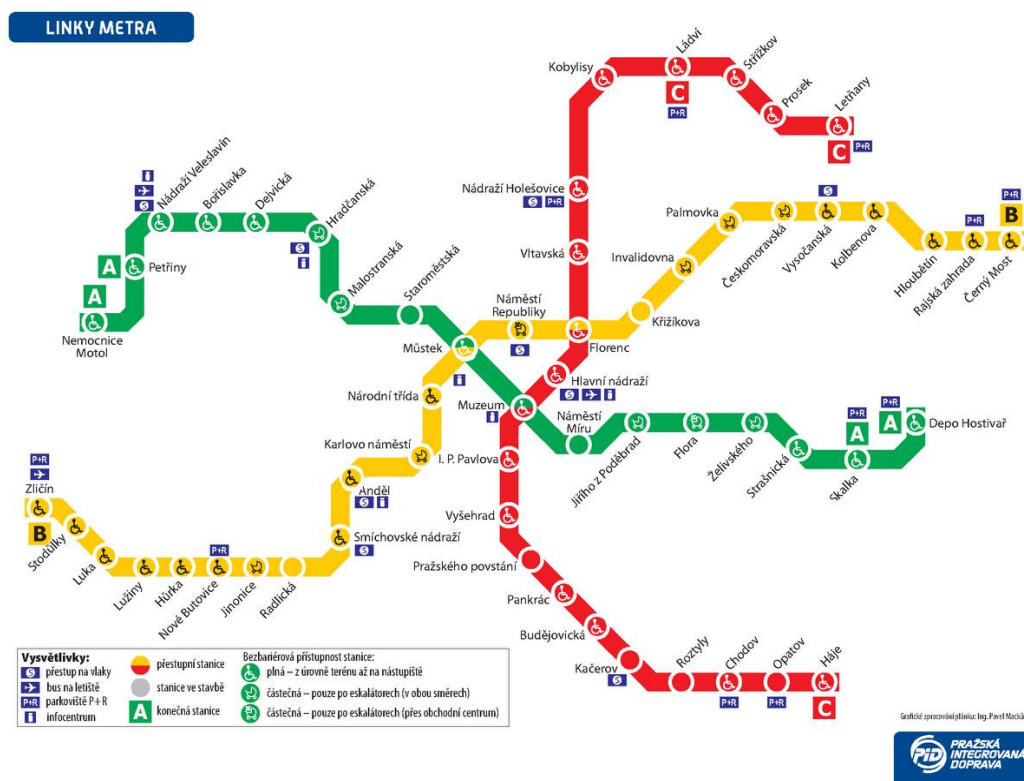 LINKY METRA
Kobylisy
Ládví
C
P+R
Střížkov
Prosek
Letňany
C
P+R
Nádraží Holešovice
S P+R
Vltavská
Nádraží Veleslavín
S
Bořislavka
Dejvická
Hradčanská
S
Petřiny
A
A
Nemocnice
Motol
Malostranská
Staroměstská
Můstek
Náměstí
Republiky
S
Florenc
Křižíkova
Invalidovna
Palmovka
Českomoravská
S
Vysočanská
Kolbenova
Hloubětín
P+R
Rajská zahrada
P+R
B
Černý Most
Hlavní nádraží
S
Muzeum
Náměstí
Míru
Jiřího z Poděbrad
Flora
Želivského
Strašnická
P+R
A
Skalka
P+R
A
Depo Hostivař
Národní třída
Karlovo náměstí
Anděl
S
Smíchovské nádraží
S
P+R
Zličín
B
Stodůlky
Luka
Lužiny
Hůrka
P+R
Nové Butovice
Jinonice
Radlická
I. P. Pavlova
Vyšehrad
Pražského povstání
Pankrác
Budějovická
Kačerov
S
Roztyly
Chodov
P+R
Opatov
P+R
Háje
C
Vysvětlivky:
S přestup na vlaky
bus na letiště
P+R parkoviště P+R
infocentrum
přestupní stanice
stanice ve stavbě
A konečná stanice
Bezbariérová přístupnost stanice:
plná – z úrovně terénu až na nástupiště
částečná – pouze po eskalátorech (v obou směrech)
částečná – pouze po eskalátorech (přes obchodní centrum)
Grafické zpracování plánku: Ing. Pavel
PID PRAŽSKÁ
INTEGROVANÁ
DOPRAVA